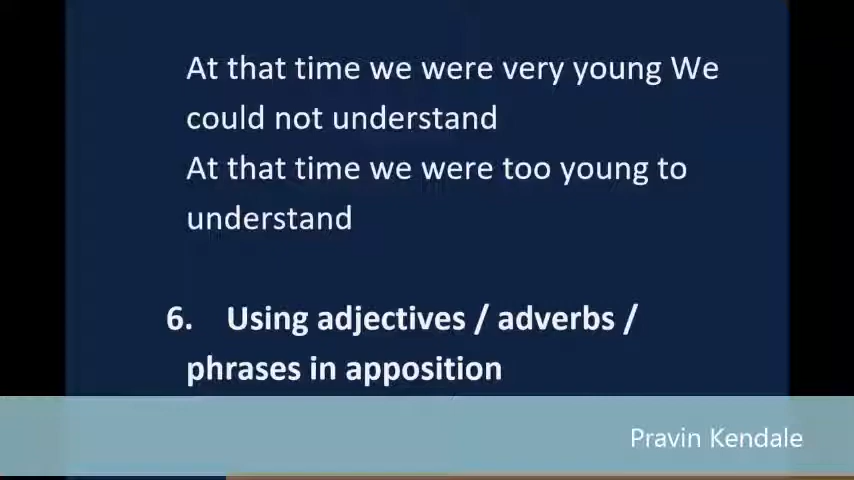 At that time we were very young We
could not understand
At that time we were too young to
understand
6. Using adjectives / adverbs /
phrases in apposition
Pravin Kendale